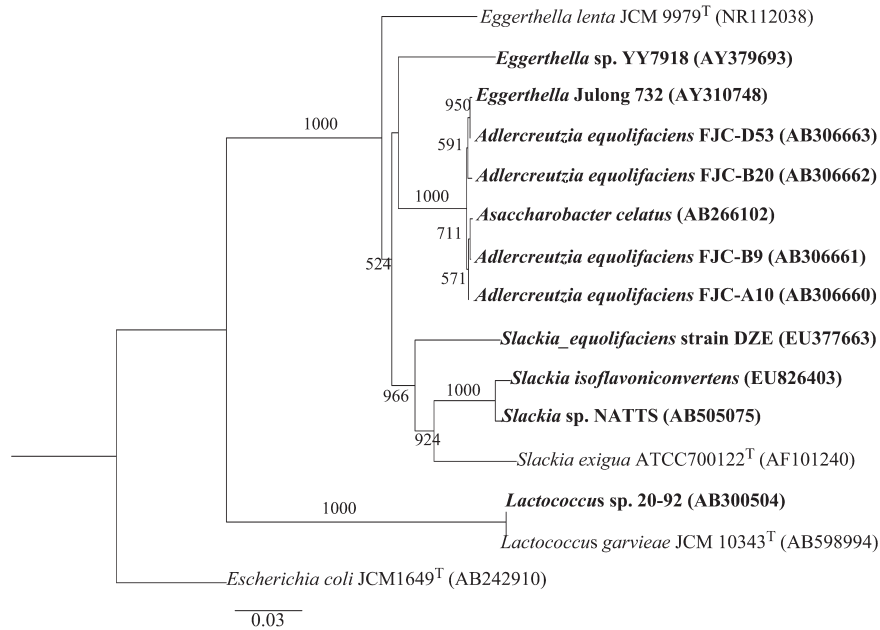 Eggerthella lenta JCM 9979T (NR112038)
Eggerthella sp. YY7918 (AY379693)
Eggerthella Julong 732 (AY310748)
950
1000
Adlercreutzia equolifaciens FJC-D53 (AB306663)
591
Adlercreutzia equolifaciens FJC-B20 (AB306662)
1000
Asaccharobacter celatus (AB266102)
711
Adlercreutzia equolifaciens FJC-B9 (AB306661)
524
571
Adlercreutzia equolifaciens FJC-A10 (AB306660)
Slackia_equolifaciens strain DZE (EU377663)
Slackia isoflavoniconvertens (EU826403)
1000
966
Slackia sp. NATTS (AB505075)
924
Slackia exigua ATCC700122T (AF101240)
Lactococcus sp. 20-92 (AB300504)
1000
Lactococcus garvieae JCM 10343T (AB598994)
Escherichia coli JCM1649T (AB242910)
0.03